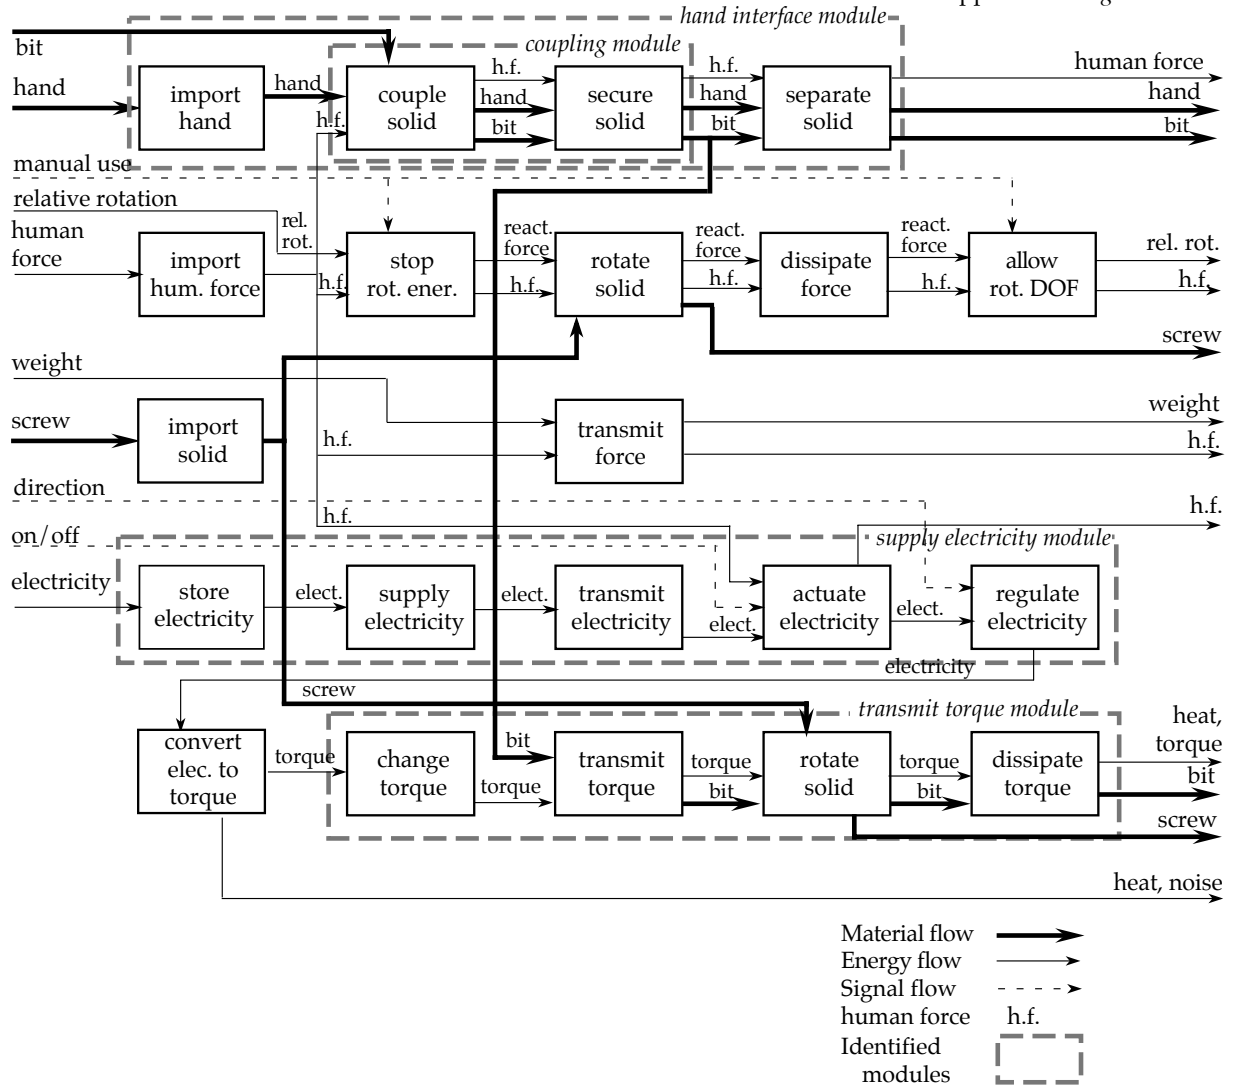 hand interface module
bit
coupling module
hand
import
hand
hand
couple
solid
h.f.
hand
bit
secure
solid
h.f.
hand
bit
separate
solid
human force
hand
bit
h.f.
manual use
relative rotation
human
force
import
hum. force
rel.
rot.
h.f.
stop
rot. ener.
react.
force
h.f.
rotate
solid
react.
force
h.f.
dissipate
force
react.
force
h.f.
allow
rot. DOF
rel. rot.
h.f.
screw
weight
screw
import
solid
h.f.
transmit
force
weight
h.f.
direction
h.f.
h.f.
on/off
supply electricity module
electricity
store
electricity
elect.
supply
electricity
elect.
transmit
electricity
elect.
actuate
electricity
elect.
regulate
electricity
electricity
screw
transmit torque module
convert
elec. to
torque
torque
change
torque
bit
torque
transmit
torque
torque
bit
rotate
solid
torque
bit
dissipate
torque
heat,
torque
bit
screw
heat, noise
Material flow
Energy flow
Signal flow
human force h.f.
Identified
modules